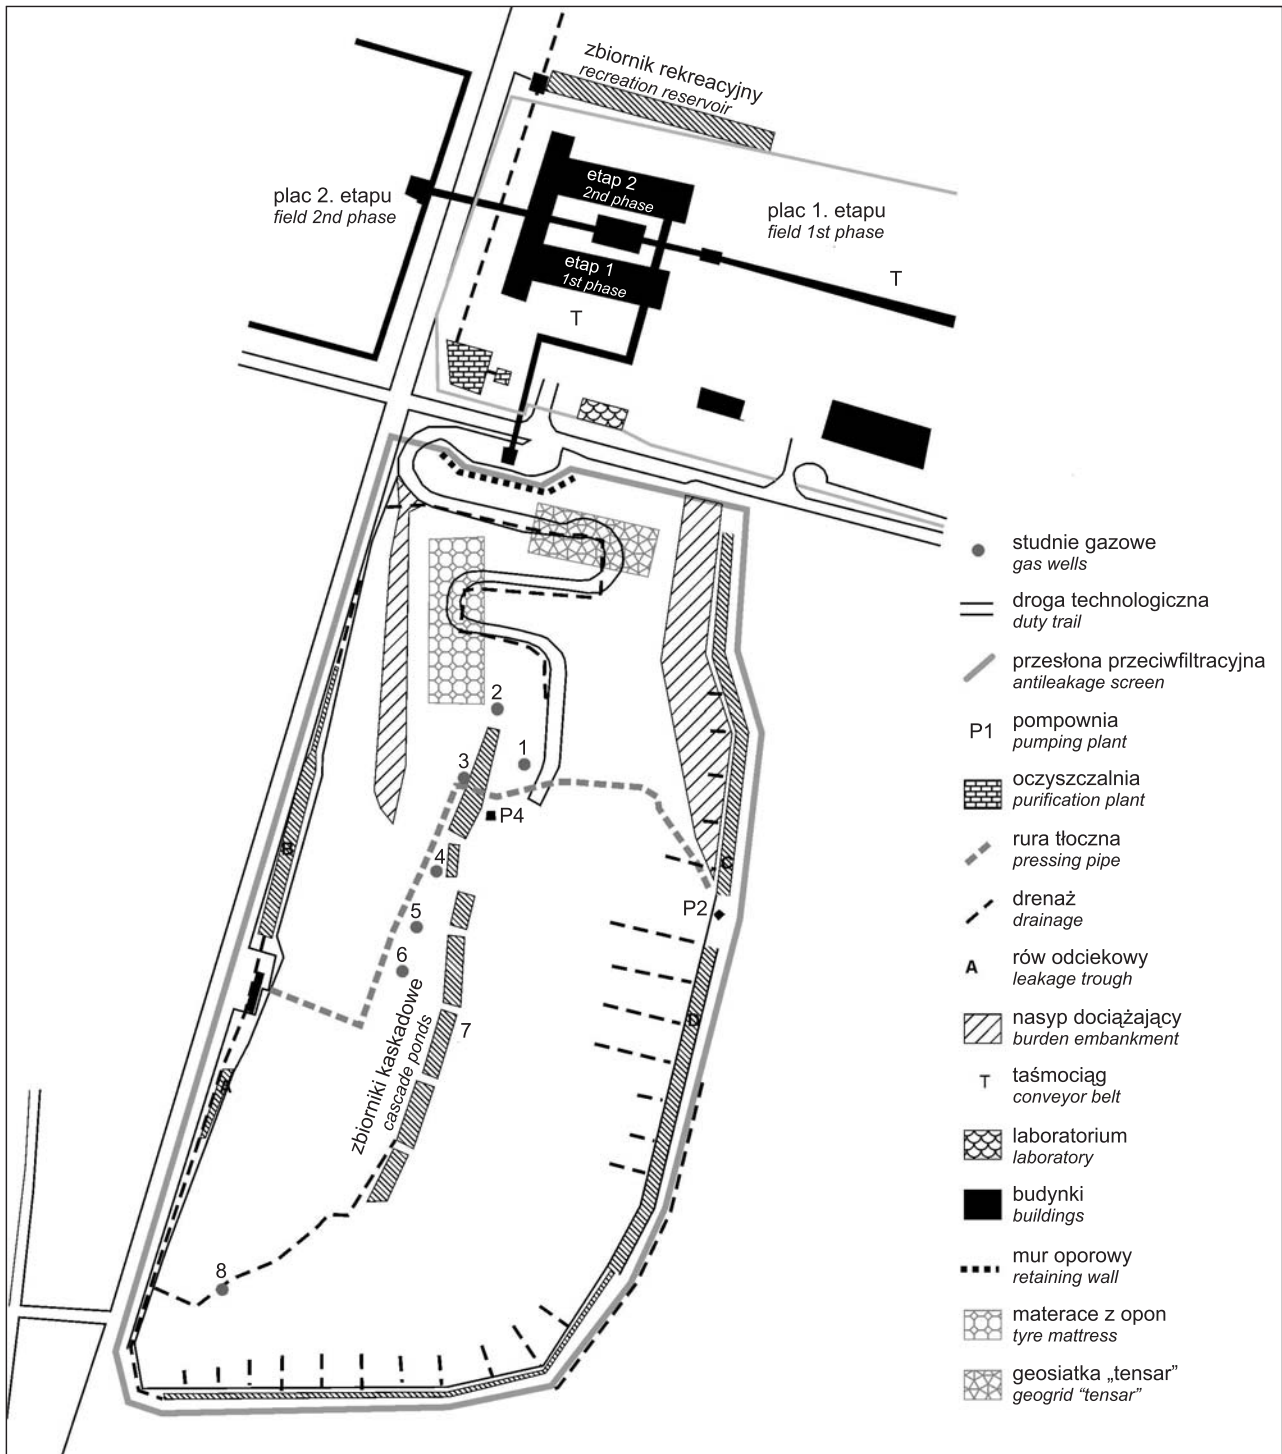 zbiornik rekreacyjny
recreation reservoir
etap 2
2nd phase
plac 2. etapu
field 2nd phase
plac 1. etapu
field 1st phase
etap 1
1st phase
T
T
2
1
3
P4
4
B
C
5
P2
6
zbiorniki kaskadowe
cascade ponds
7
D
A
8
studnie gazowe
gas wells
droga technologiczna
duty trail
przesłona przeciwfiltracyjna
antileakage screen
P1
pompownia
pumping plant
oczyszczalnia
purification plant
rura tłoczna
pressing pipe
drenaż
drainage
A
rów odciekowy
leakage trough
nasyp dociążający
burden embankment
T
taśmociąg
conveyor belt
laboratorium
laboratory
budynki
buildings
mur oporowy
retaining wall
materace z opon
tyre mattress
geosiatka „tensar”
geogrid “tensar”